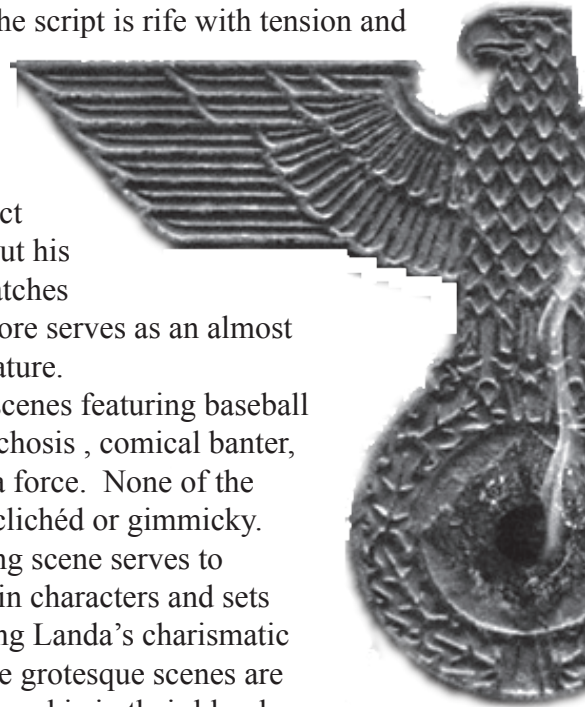 he script is rife with tension and
ct
ut his
atches
ore serves as an almost
ature.
scenes featuring baseball
chosis , comical banter,
a force.  None of the
clichéd or gimmicky.
ng scene serves to
in characters and sets
ng Landa’s charismatic
e grotesque scenes are